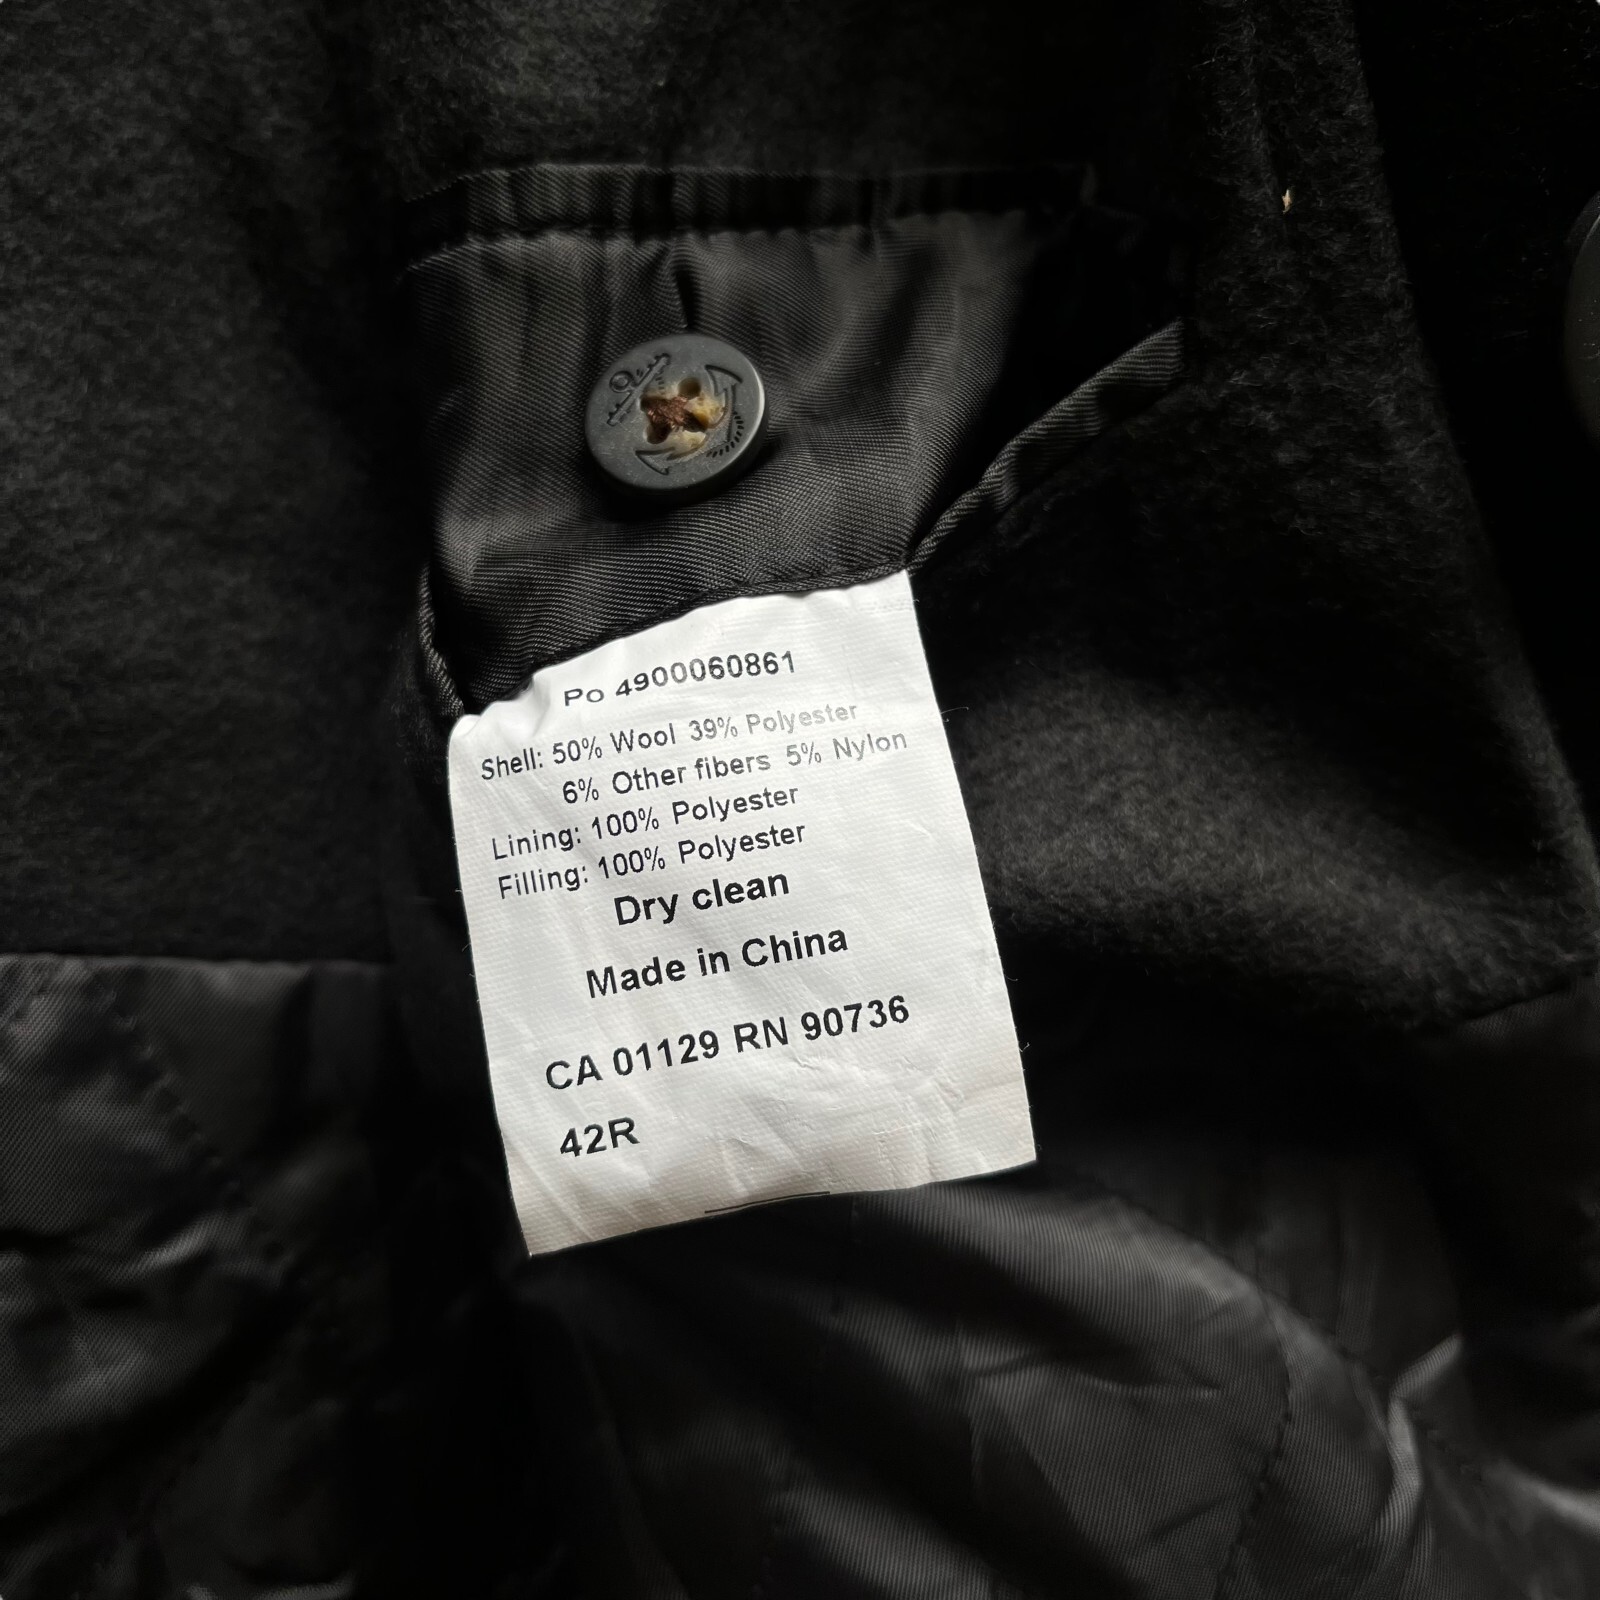 Po 4900060861
Shell: 50% Wool 39% Polyester
6% Other fibers 5% Nylon
Lining: 100% Polyester
Filling: 100% Polyester
Dry clean
Made in China
CA 01129 RN 90736
42R